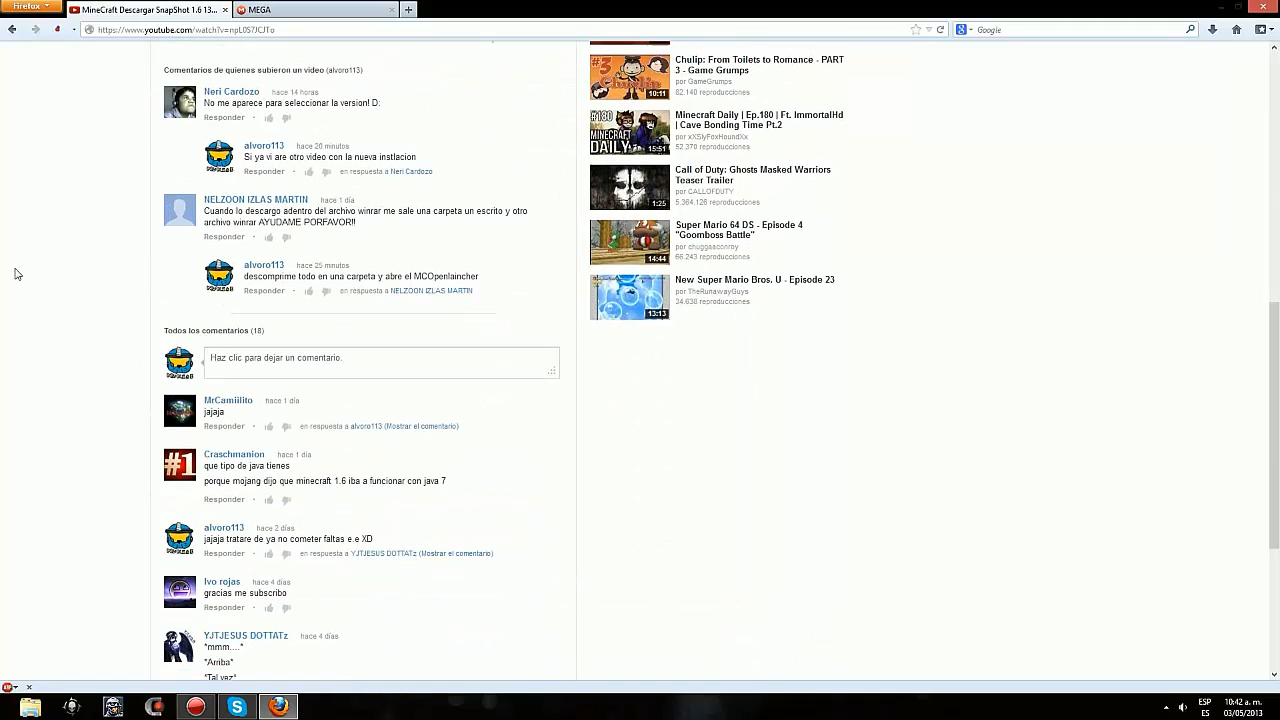 Firefox
MineCraft Descargar SnapShot 1.6 13...
MEGA
https://www.youtube.com/watch?v=npL0S7JCJTo
Google
Comentarios de quienes subieron un video (alvoro113)
Neri Cardozo hace 14 horas
No me aparece para seleccionar la version! D:
Responder
alvoro113 hace 20 minutos
Si ya vi are otro video con la nueva instlacion
Responder en respuesta a Neri Cardozo
NELZOON IZLAS MARTIN hace 1 día
Cuando lo descargo adentro del archivo winrar me sale una carpeta un escrito y otro
archivo winrar AYUDAME PORFAVOR!!
Responder
alvoro113 hace 25 minutos
descomprime todo en una carpeta y abre el MCOpenlaincher
Responder en respuesta a NELZOON IZLAS MARTIN
Todos los comentarios (18)
Haz clic para dejar un comentario.
MrCamiilito hace 1 día
jajaja
Responder en respuesta a alvoro113 (Mostrar el comentario)
#1
Craschmanion hace 1 día
que tipo de java tienes
porque mojang dijo que minecraft 1.6 iba a funcionar con java 7
Responder
alvoro113 hace 2 días
jajaja tratare de ya no cometer faltas e.e XD
Responder en respuesta a YJTJESUS DOTTATz (Mostrar el comentario)
Ivo rojas hace 4 días
gracias me subscribo
Responder
YJTJESUS DOTTATz hace 4 días
*mmm....*
*Arriba*
*Tal vez*
#3
10:11
Chulip: From Toilets to Romance - PART
3 - Game Grumps
por GameGrumps
82.140 reproducciones
#180
MINECRAFT
DAILY
15:51
Minecraft Daily | Ep.180 | Ft. ImmortalHd
| Cave Bonding Time Pt.2
por xXSlyFoxHoundXx
52.370 reproducciones
1:25
Call of Duty: Ghosts Masked Warriors
Teaser Trailer
por CALLOFDUTY
5.364.126 reproducciones
14:44
Super Mario 64 DS - Episode 4
"Goomboss Battle"
por chuggaaconroy
66.243 reproducciones
13:13
New Super Mario Bros. U - Episode 23
por TheRunawayGuys
34.638 reproducciones
ESP
ES
10:42 a. m.
03/05/2013